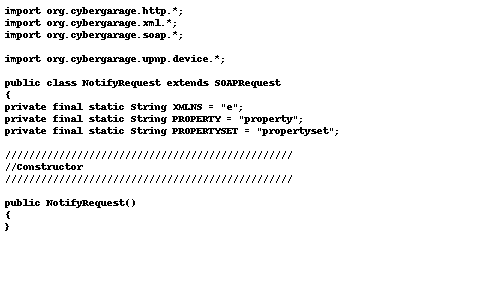 import org.cybergarage.http.*;
import org.cybergarage.xml.*;
import org.cybergarage.soap.*;
import org.cybergarage.upnp.device.*;
public class NotifyRequest extends SOAPRequest
{
private final static String XMLNS = "e";
private final static String PROPERTY = "property";
private final static String PROPERTYSET = "propertyset";
////////////////////////////////////////////////
//Constructor
////////////////////////////////////////////////
public NotifyRequest()
{
}